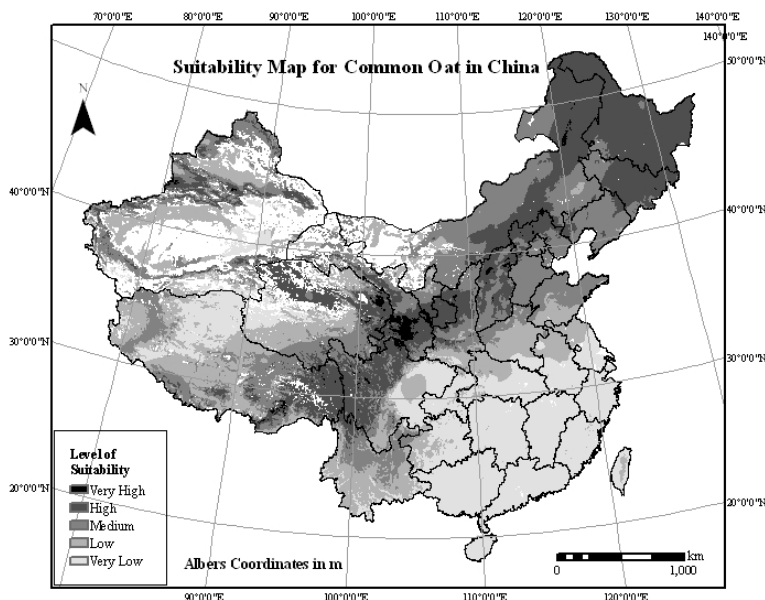 70°0'0"E 80°0'0"E 90°0'0"E 100°0'0"E 110°0'0"E 120°0'0"E 130°0'0"E 140°0'0"E
140°0'0"E
Suitability Map for Common Oat in China
50°0'0"N
N
40°0'0"N
40°0'0"N
30°0'0"N
30°0'0"N
20°0'0"N
20°0'0"N
Level of
Suitability
Very High
High
Medium
Low
Very Low
Albers Coordinates in m
km
0 1,000
90°0'0"E 100°0'0"E 110°0'0"E 120°0'0"E